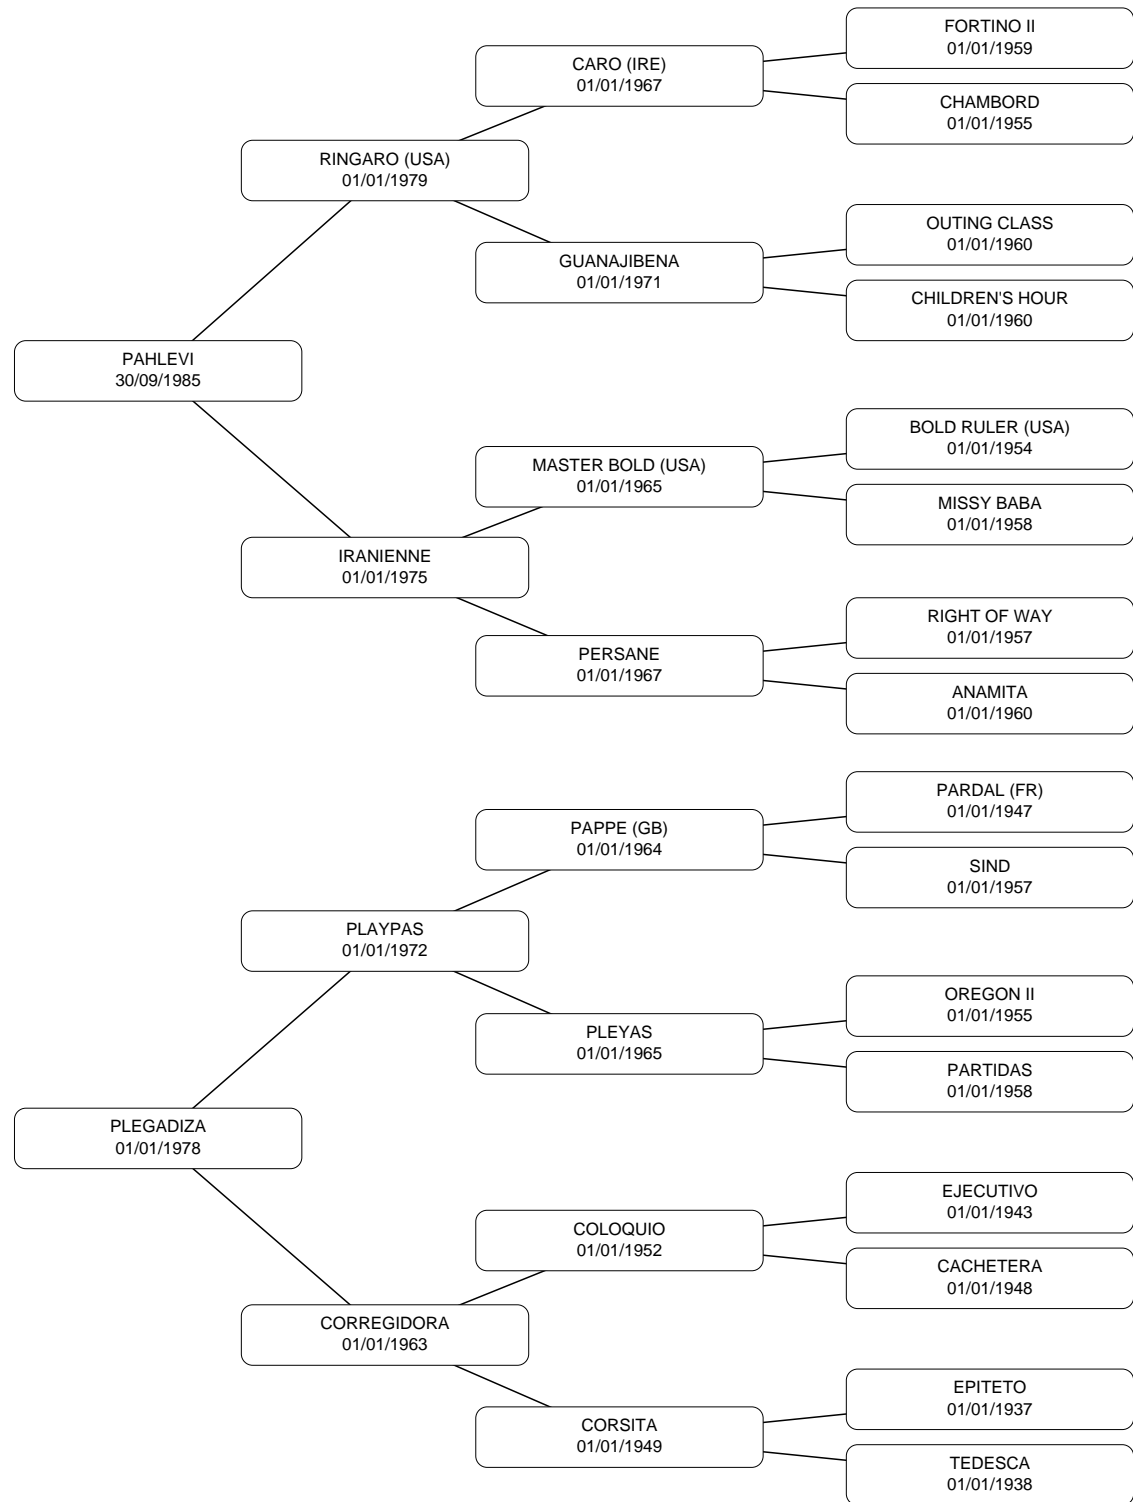 FORTINO II
01/01/1959
CARO (IRE)
01/01/1967
CHAMBORD
01/01/1955
RINGARO (USA)
01/01/1979
OUTING CLASS
01/01/1960
GUANAJIBENA
01/01/1971
CHILDREN'S HOUR
01/01/1960
PAHLEVI
30/09/1985
BOLD RULER (USA)
01/01/1954
MASTER BOLD (USA)
01/01/1965
MISSY BABA
01/01/1958
IRANIENNE
01/01/1975
RIGHT OF WAY
01/01/1957
PERSANE
01/01/1967
ANAMITA
01/01/1960
PARDAL (FR)
01/01/1947
PAPPE (GB)
01/01/1964
SIND
01/01/1957
PLAYPAS
01/01/1972
OREGON II
01/01/1955
PLEYAS
01/01/1965
PARTIDAS
01/01/1958
PLEGADIZA
01/01/1978
EJECUTIVO
01/01/1943
COLOQUIO
01/01/1952
CACHETERA
01/01/1948
CORREGIDORA
01/01/1963
EPITETO
01/01/1937
CORSITA
01/01/1949
TEDESCA
01/01/1938